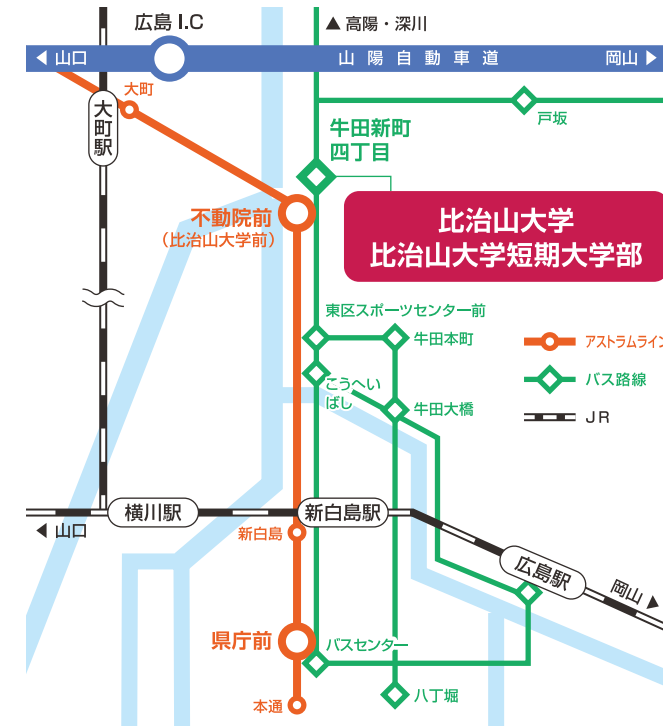 広島 I.C
▲ 高陽・深川
◀ 山口
山陽自動車道
岡山 ▶
大町
大町駅
戸坂
牛田新町
四丁目
不動院前
（比治山大学前）
比治山大学
比治山大学短期大学部
東区スポーツセンター前
牛田本町
アストラムライン
こうへい
ばし
バス路線
牛田大橋
JR
横川駅
新白島駅
◀ 山口
新白島
広島駅
岡山 ▶
県庁前
バスセンター
八丁堀
本通